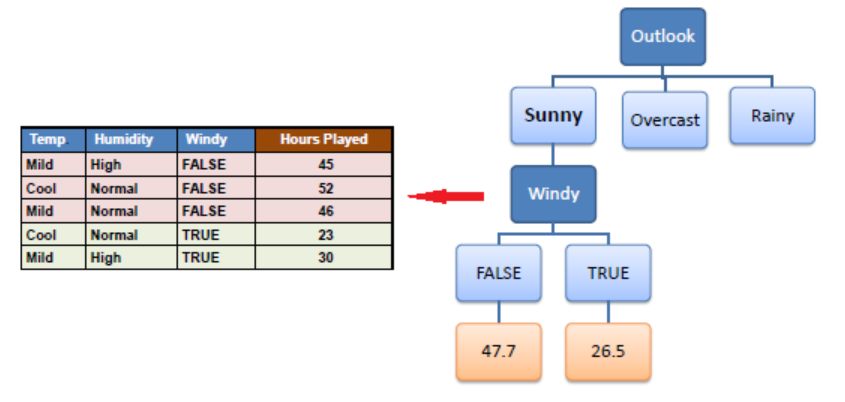 Outlook
Sunny Overcast Rainy
Temp. Humidity Windy Hours Played
Mild High FALSE 45
Cool Normal FALSE 52
Mild Normal FALSE 46
Cool Normal TRUE 23
Mild High TRUE 30
Windy
FALSE TRUE
47.7 26.5